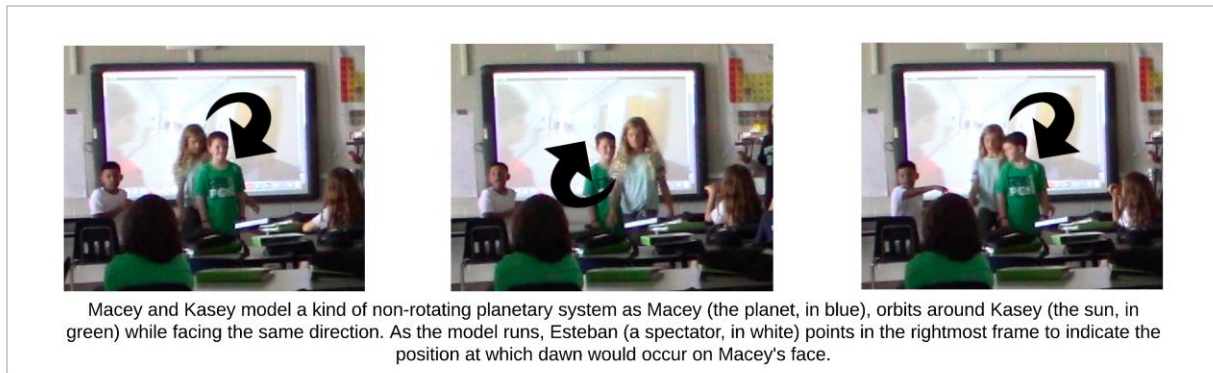 Macey and Kasey model a kind of non-rotating planetary system as Macey (the planet, in blue), orbits around Kasey (the sun, in
green) while facing the same direction. As the model runs, Esteban (a spectator, in white) points in the rightmost frame to indicate the
position at which dawn would occur on Macey's face.